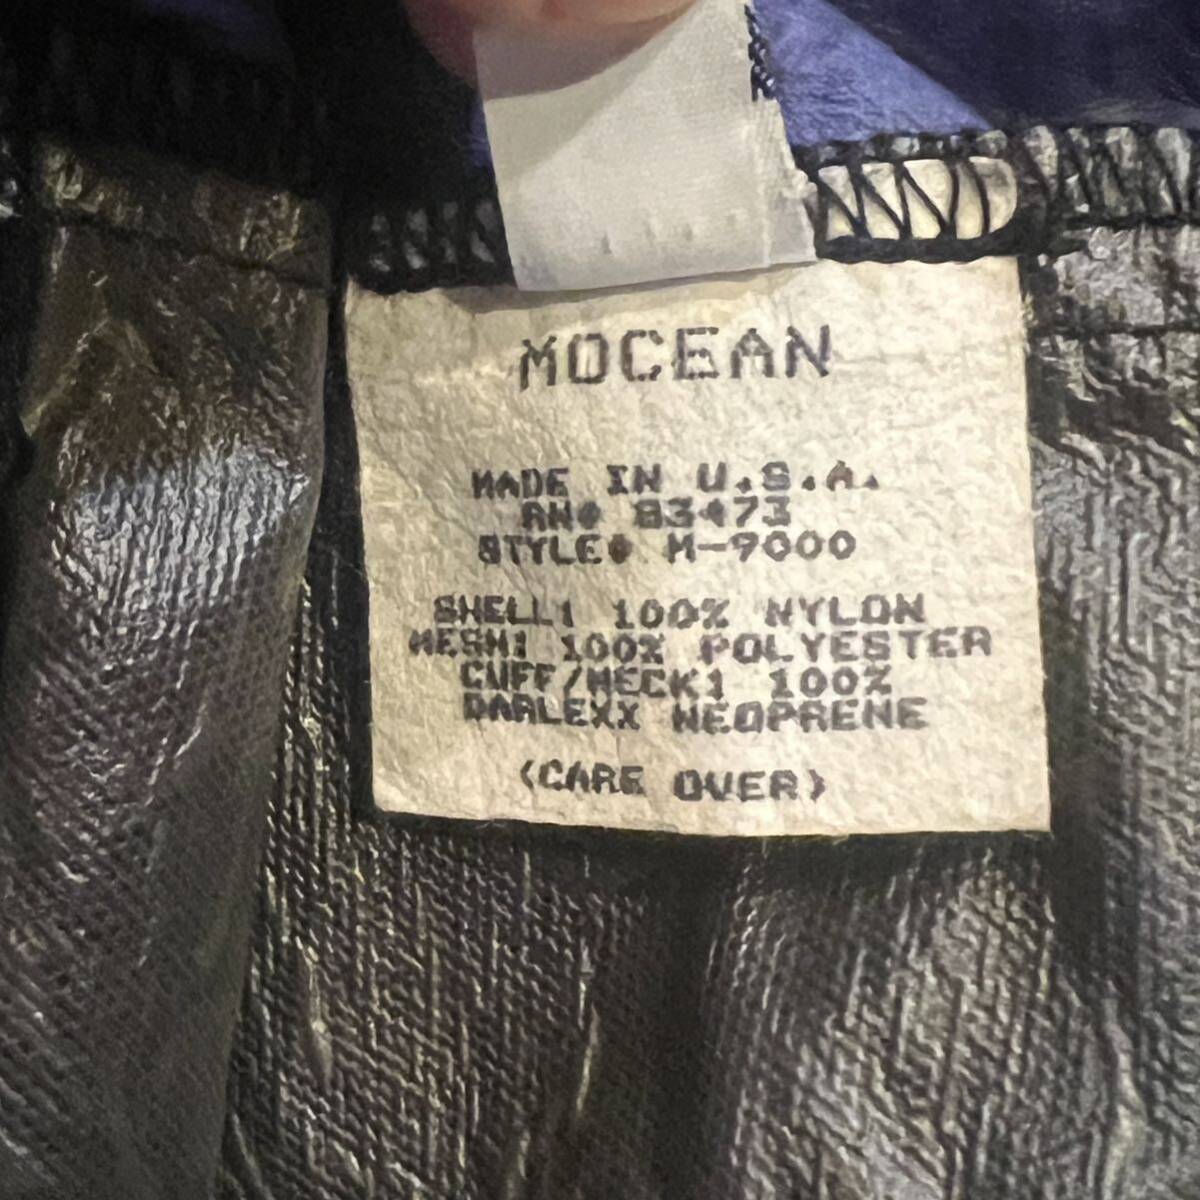 MOCEAN
MADE IN U.S.A.
RN# 83473
STYLE# M-9000
SHELL: 100% NYLON
MESH: 100% POLYESTER
CUFF/NECK: 100%
DARLEXX NEOPRENE
(CARE OVER)